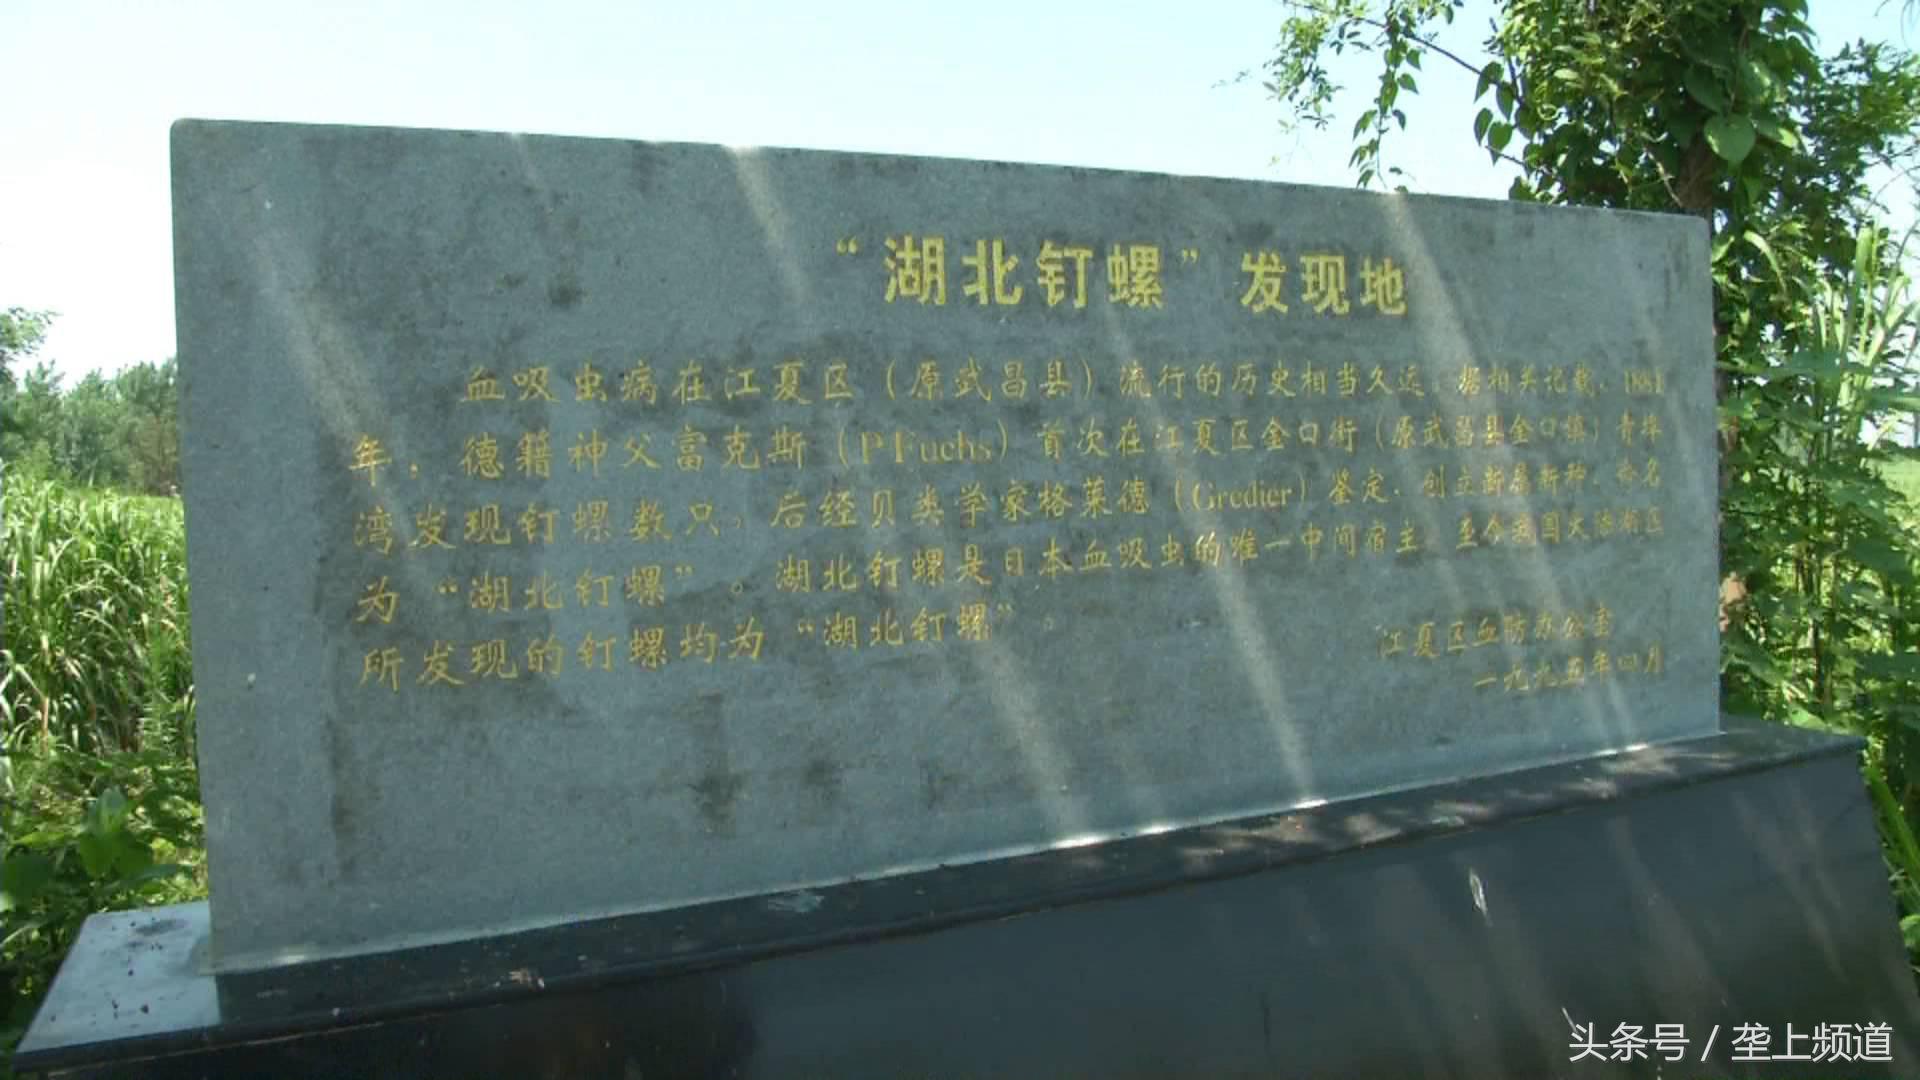 “湖北钉螺”发现地
血吸虫病在江夏区（原武昌县）流行的历史相当久远，据相关记载，1881
年，德籍神父富克斯（P·Fuchs）首次在江夏区金口街（原武昌县金口镇）青埠
湾发现钉螺数只，后经贝类学家格莱德（Gredier）鉴定，创立新属新种，命名
为“湖北钉螺”。湖北钉螺是日本血吸虫的唯一中间宿主，至今我国大陆湖区
所发现的钉螺均为“湖北钉螺”。
江夏区血防办公室
一九九五年四月
头条号 / 垄上频道